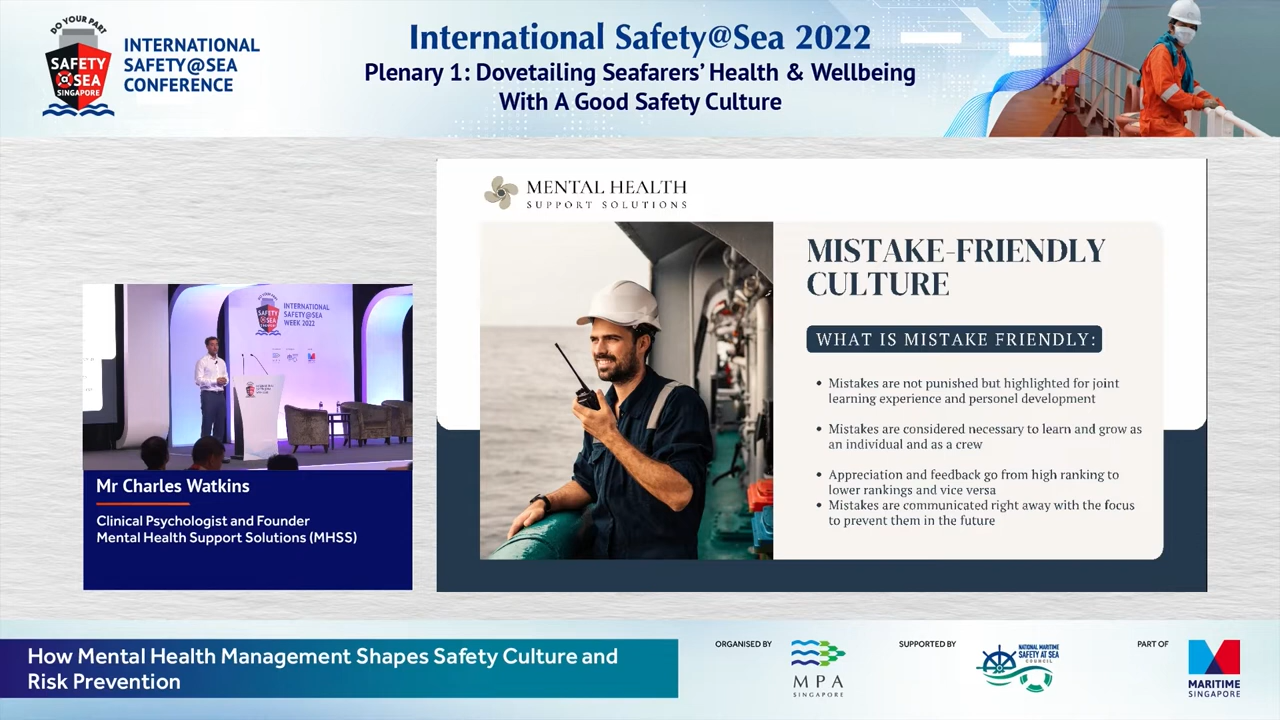 DO YOUR PART
SAFETY
@SEA
SINGAPORE
INTERNATIONAL
SAFETY@SEA
CONFERENCE
International Safety@Sea 2022
Plenary 1: Dovetailing Seafarers' Health & Wellbeing
With A Good Safety Culture
MENTAL HEALTH
SUPPORT SOLUTIONS
MISTAKE-FRIENDLY
CULTURE
WHAT IS MISTAKE FRIENDLY:
• Mistakes are not punished but highlighted for joint
learning experience and personel development
• Mistakes are considered necessary to learn and grow as
an individual and as a crew
• Appreciation and feedback go from high ranking to
lower rankings and vice versa
• Mistakes are communicated right away with the focus
to prevent them in the future
INTERNATIONAL
SAFETY@SEA
WEEK 2022
Mr Charles Watkins
Clinical Psychologist and Founder
Mental Health Support Solutions (MHSS)
How Mental Health Management Shapes Safety Culture and
Risk Prevention
ORGANISED BY
MPA
SINGAPORE
SUPPORTED BY
NATIONAL MARITIME
SAFETY AT SEA
COUNCIL
PART OF
MARITIME
SINGAPORE